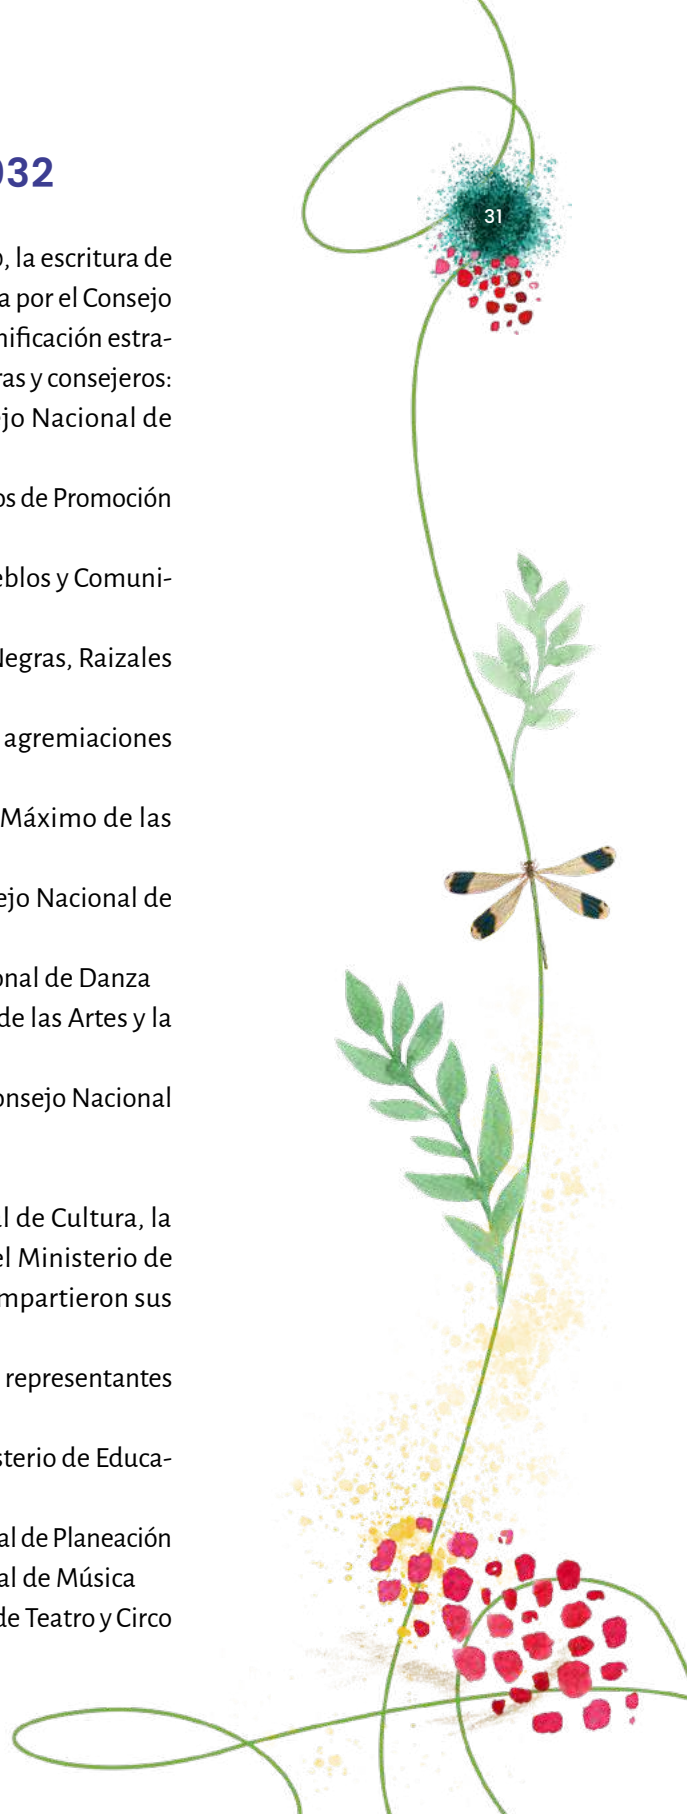 032
31
, la escritura de
a por el Consejo
nificación estra-
ras y consejeros:
jo Nacional de
os de Promoción
eblos y Comuni-
Negras, Raizales
agremiaciones
Máximo de las
ejo Nacional de
onal de Danza
de las Artes y la
onsejo Nacional
l de Cultura, la
el Ministerio de
mpartieron sus
representantes
sterio de Educa-
al de Planeación
al de Música
de Teatro y Circo